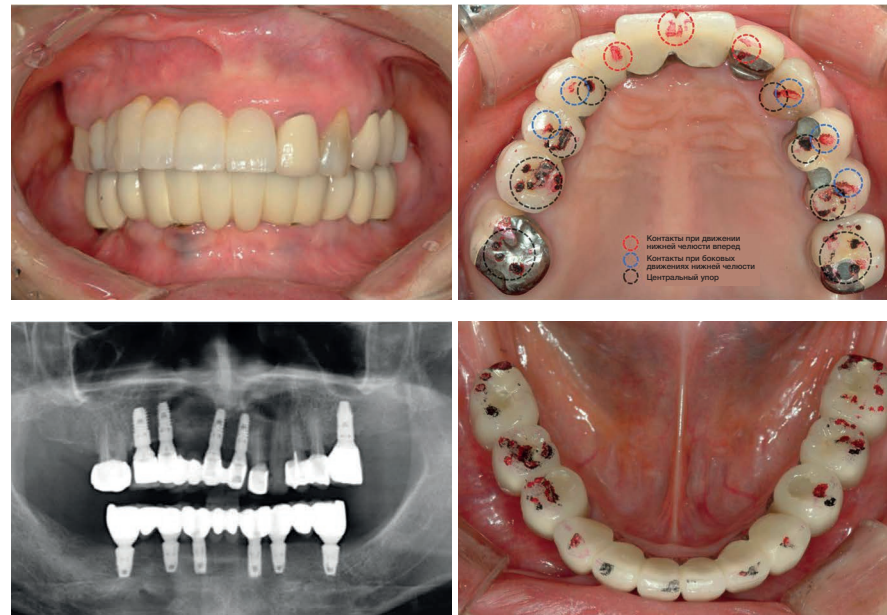 Контакты при движении
нижней челюсти вперед
Контакты при боковых
движениях нижней челюсти
Центральный упор